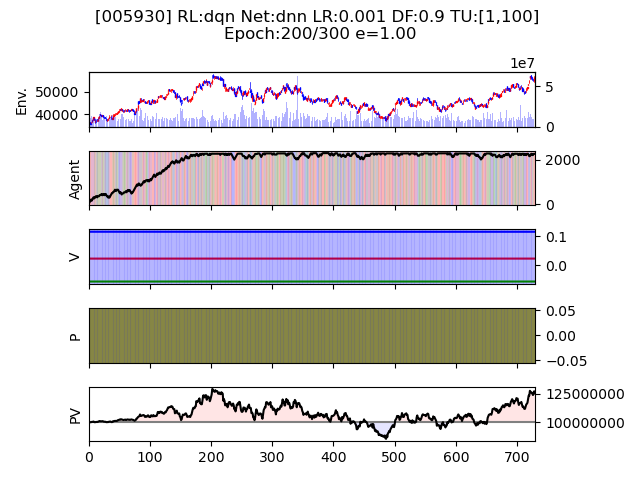 [005930] RL:dqn Net:dnn LR:0.001 DF:0.9 TU:[1,100]
Epoch:200/300 e=1.00
1e7
Env.
50000
40000
5
0
Agent
2000
0
V
0.1
0.0
P
0.05
0.00
−0.05
PV
125000000
100000000
0 100 200 300 400 500 600 700